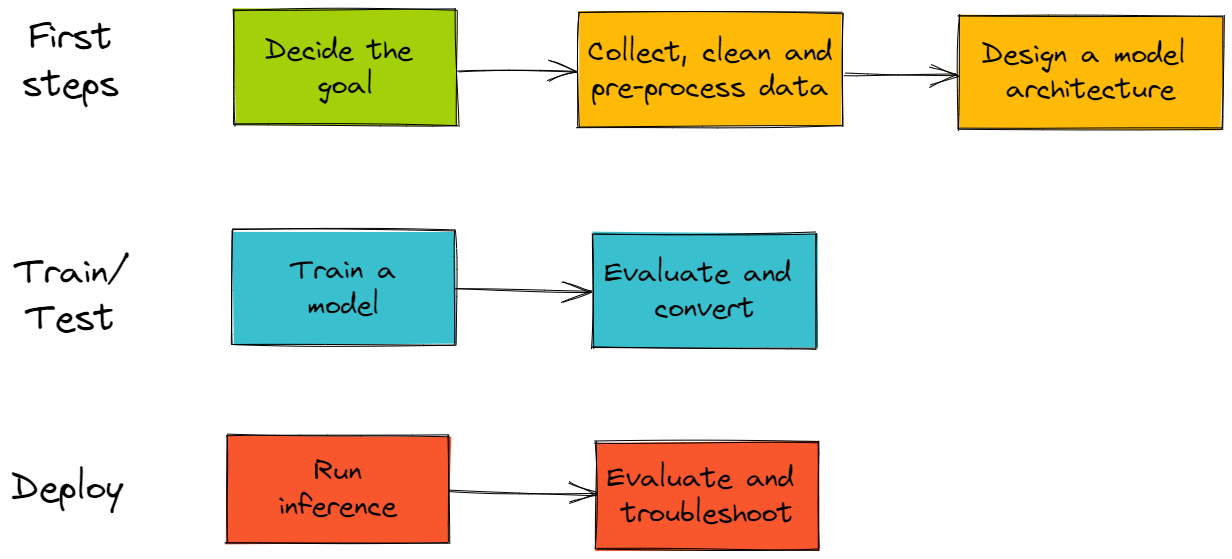 First
steps
Decide the
goal
Collect, clean and
pre-process data
Design a model
architecture
Train/
Test
Train a
model
Evaluate and
convert
Deploy
Run
inference
Evaluate and
troubleshoot